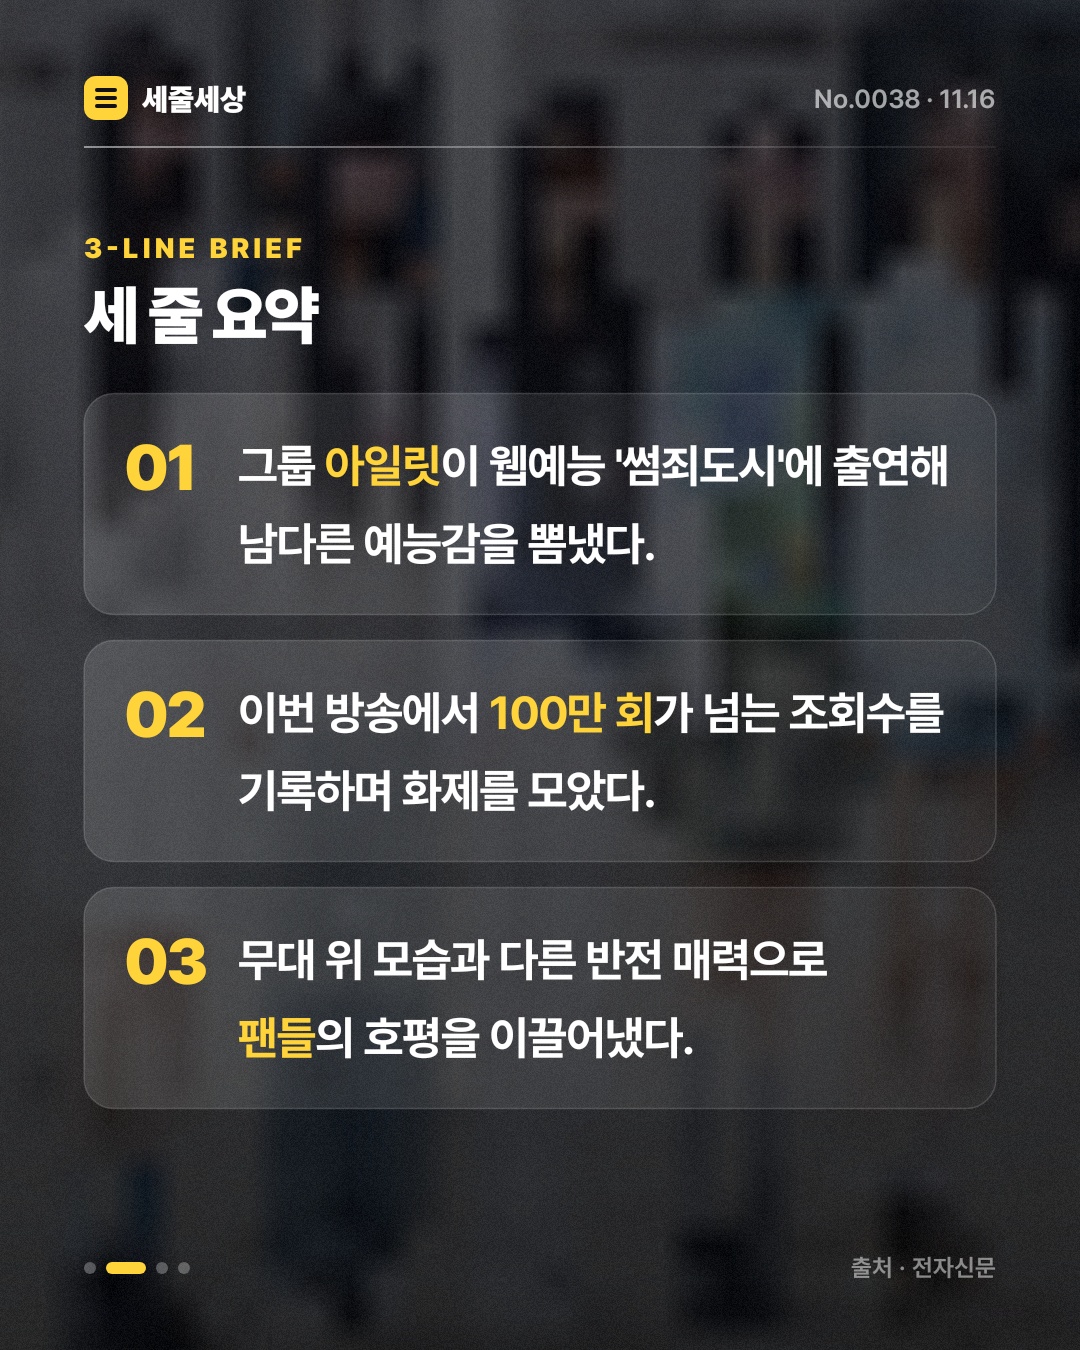 세줄세상
No.0038 · 11.16
3-LINE BRIEF
세 줄 요약
01
그룹 아일릿이 웹예능 '썸죄도시'에 출연해
남다른 예능감을 뽐냈다.
02
이번 방송에서 100만 회가 넘는 조회수를
기록하며 화제를 모았다.
03
무대 위 모습과 다른 반전 매력으로
팬들의 호평을 이끌어냈다.
출처 · 전자신문